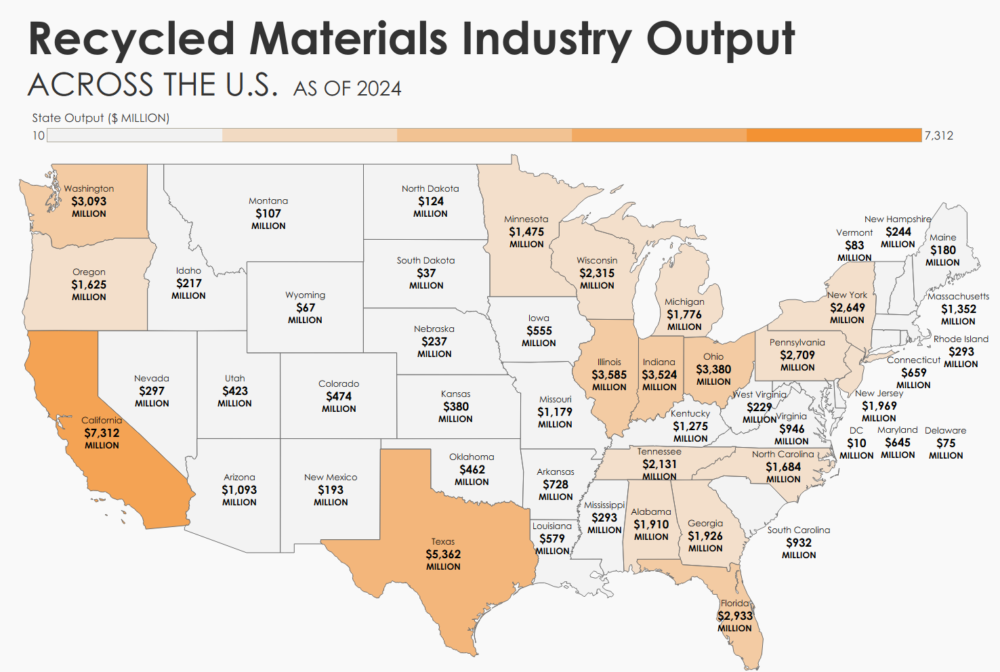 Recycled Materials Industry Output
ACROSS THE U.S. AS OF 2024
State Output ($ MILLION)
10
7,312
Washington
$3,093
MILLION
Montana
$107
MILLION
North Dakota
$124
MILLION
Minnesota
$1,475
MILLION
New Hampshire
$244
MILLION
Vermont
$83
MILLION
Maine
$180
MILLION
Oregon
$1,625
MILLION
Idaho
$217
MILLION
South Dakota
$37
MILLION
Wisconsin
$2,315
MILLION
Wyoming
$67
MILLION
Michigan
$1,776
MILLION
New York
$2,649
MILLION
Massachusetts
$1,352
MILLION
Iowa
$555
MILLION
Nebraska
$237
MILLION
Pennsylvania
$2,709
MILLION
Rhode Island
$293
MILLION
Connecticut
$659
MILLION
Illinois
$3,585
MILLION
Indiana
$3,524
MILLION
Ohio
$3,380
MILLION
Nevada
$297
MILLION
Utah
$423
MILLION
Colorado
$474
MILLION
Kansas
$380
MILLION
Missouri
$1,179
MILLION
West Virginia
$229
MILLION
New Jersey
$1,969
MILLION
California
$7,312
MILLION
Kentucky
$1,275
MILLION
Virginia
$946
MILLION
DC
$10
MILLION
Maryland
$645
MILLION
Delaware
$75
MILLION
Tennessee
$2,131
MILLION
North Carolina
$1,684
MILLION
Oklahoma
$462
MILLION
Arizona
$1,093
MILLION
New Mexico
$193
MILLION
Arkansas
$728
MILLION
Mississippi
$293
MILLION
Alabama
$1,910
MILLION
Georgia
$1,926
MILLION
South Carolina
$932
MILLION
Louisiana
$579
MILLION
Texas
$5,362
MILLION
Florida
$2,933
MILLION